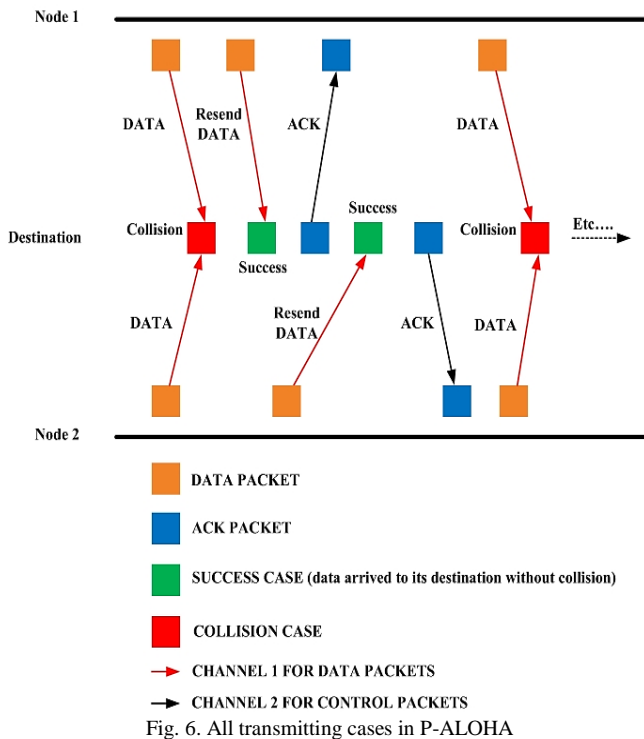 Node 1
DATA
Resend
DATA
ACK
DATA
Destination
Collision
Success
Success
Collision
Etc....
DATA
Resend
DATA
ACK
DATA
Node 2
DATA PACKET
ACK PACKET
SUCCESS CASE (data arrived to its destination without collision)
COLLISION CASE
CHANNEL 1 FOR DATA PACKETS
CHANNEL 2 FOR CONTROL PACKETS
Fig. 6. All transmitting cases in P-ALOHA